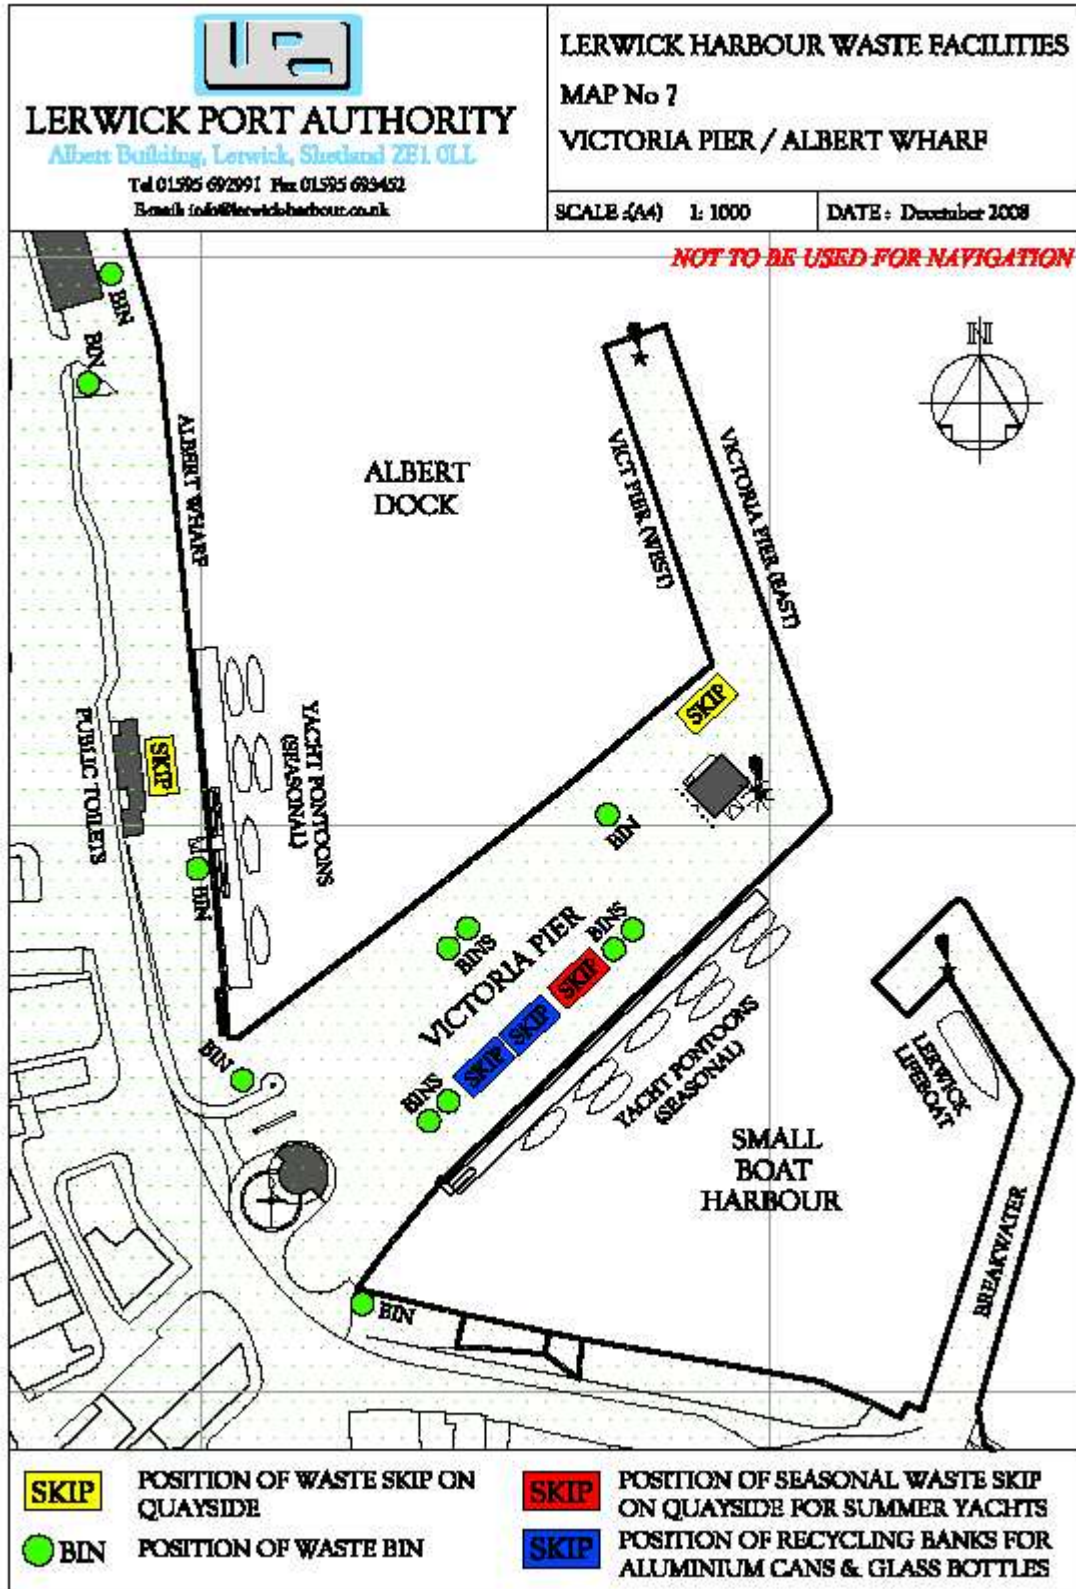 LERWICK PORT AUTHORITY
Albert Building, Lerwick, Shetland ZE1 0LL
Tel 01595 692991 Fax 01595 693452
E-mail: info@lerwickharbour.co.uk
LERWICK HARBOUR WASTE FACILITIES
MAP No 7
VICTORIA PIER / ALBERT WHARF
SCALE :(A4) 1: 1000
DATE : December 2008
NOT TO BE USED FOR NAVIGATION
BIN
BIN
N
ALBERT WHARF
ALBERT
DOCK
VICT PIER (WEST)
VICTORIA PIER (EAST)
SKIP
PUBLIC TOILETS
SKIP
YACHT PONTOONS
(SEASONAL)
BIN
BIN
BINS
VICTORIA PIER
BINS
SKIP
SKIP
SKIP
BINS
BIN
YACHT PONTOONS
(SEASONAL)
LERWICK
LIFEBOAT
SMALL
BOAT
HARBOUR
BREAKWATER
BIN
SKIP
POSITION OF WASTE SKIP ON
QUAYSIDE
BIN
POSITION OF WASTE BIN
SKIP
POSITION OF SEASONAL WASTE SKIP
ON QUAYSIDE FOR SUMMER YACHTS
SKIP
POSITION OF RECYCLING BANKS FOR
ALUMINIUM CANS & GLASS BOTTLES